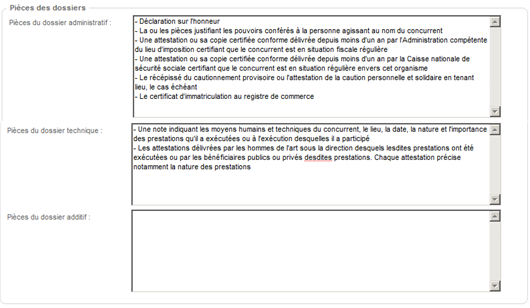 Pièces des dossiers
Pièces du dossier administratif :
- Déclaration sur l'honneur
- La ou les pièces justifiant les pouvoirs conférés à la personne agissant au nom du concurrent
- Une attestation ou sa copie certifiée conforme délivrée depuis moins d'un an par l'Administration compétente
du lieu d'imposition certifiant que le concurrent est en situation fiscale régulière
- Une attestation ou sa copie certifiée conforme délivrée depuis moins d'un an par la Caisse nationale de
sécurité sociale certifiant que le concurrent est en situation régulière envers cet organisme
- Le récépissé du cautionnement provisoire ou l'attestation de la caution personnelle et solidaire en tenant
lieu, le cas échéant
- Le certificat d'immatriculation au registre de commerce
Pièces du dossier technique :
- Une note indiquant les moyens humains et techniques du concurrent, le lieu, la date, la nature et l'importance
des prestations qu'il a exécutées ou à l'exécution desquelles il a participé
- Les attestations délivrées par les hommes de l'art sous la direction desquels lesdites prestations ont été
exécutées ou par les bénéficiaires publics ou privés desdites prestations. Chaque attestation précise
notamment la nature des prestations
Pièces du dossier additif :